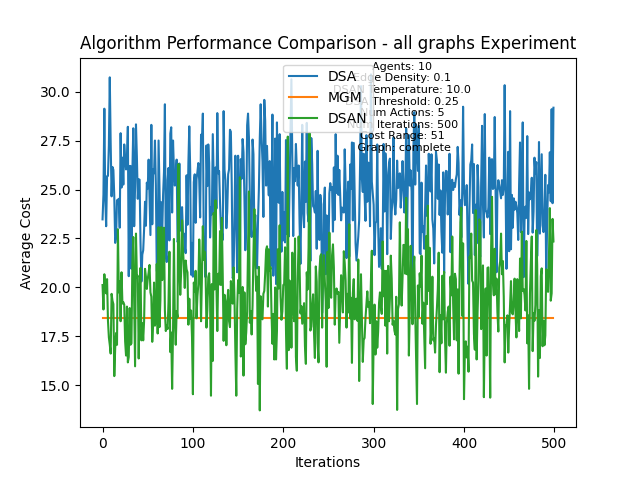 Algorithm Performance Comparison - all graphs Experiment
Agents: 10
Edge Density: 0.1
Temperature: 10.0
Threshold: 0.25
Actions: 5
Iterations: 500
Cost Range: 51
Graph: complete
DSA
MGM
DSAN
Average Cost
30.0
27.5
25.0
22.5
20.0
17.5
15.0
0
100
200
300
400
500
Iterations